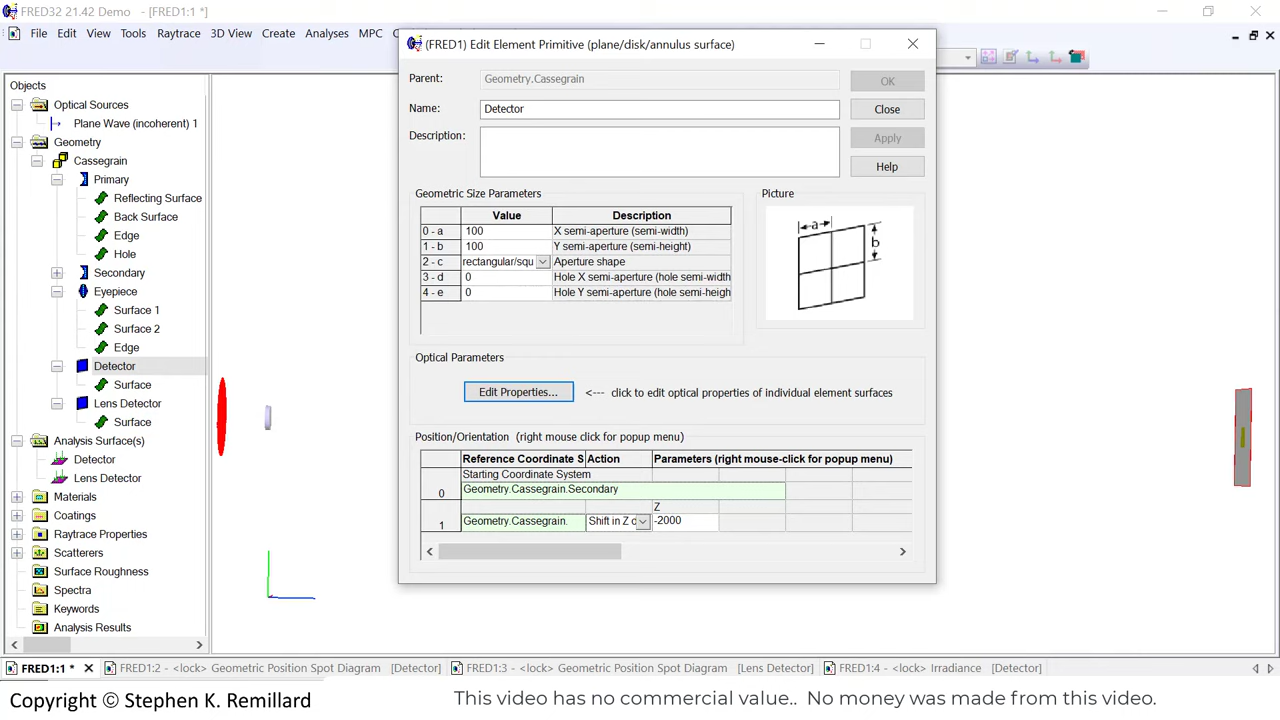 FRED32 21.42 Demo - [FRED1:1 *]
File Edit View Tools Raytrace 3D View Create Analyses MPC
Objects
Optical Sources
Plane Wave (incoherent) 1
Geometry
Cassegrain
Primary
Reflecting Surface
Back Surface
Edge
Hole
Secondary
Eyepiece
Surface 1
Surface 2
Edge
Detector
Surface
Lens Detector
Surface
Analysis Surface(s)
Detector
Lens Detector
Materials
Coatings
Raytrace Properties
Scatterers
Surface Roughness
Spectra
Keywords
Analysis Results
(FRED1) Edit Element Primitive (plane/disk/annulus surface)
Parent: Geometry.Cassegrain OK
Name: Detector Close
Description: Apply
Help
Geometric Size Parameters
Value Description
0 - a 100 X semi-aperture (semi-width)
1 - b 100 Y semi-aperture (semi-height)
2 - c rectangular/squ Aperture shape
3 - d 0 Hole X semi-aperture (hole semi-width
4 - e 0 Hole Y semi-aperture (hole semi-heigh
Picture
a
b
Optical Parameters
Edit Properties... <--- click to edit optical properties of individual element surfaces
Position/Orientation (right mouse click for popup menu)
Reference Coordinate S Action Parameters (right mouse-click for popup menu)
Starting Coordinate System
0 Geometry.Cassegrain.Secondary
Z
1 Geometry.Cassegrain. Shift in Z d -2000
FRED1:1 * FRED1:2 - <lock> Geometric Position Spot Diagram [Detector] FRED1:3 - <lock> Geometric Position Spot Diagram [Lens Detector] FRED1:4 - <lock> Irradiance [Detector]
Copyright © Stephen K. Remillard This video has no commercial value.. No money was made from this video.